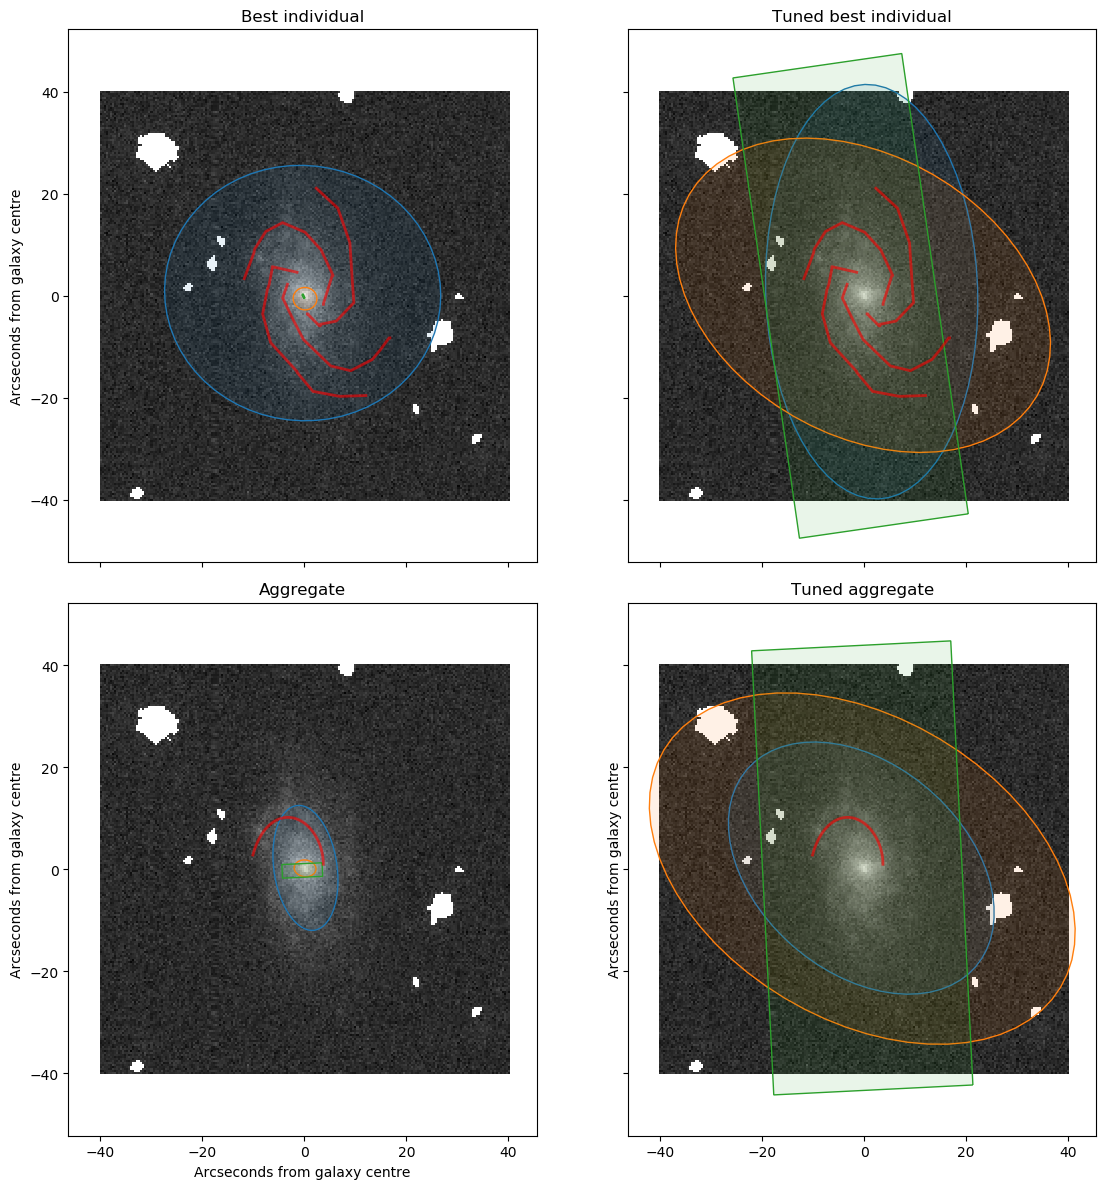 Best individual
Tuned best individual
40
20
0
−20
−40
Arcseconds from galaxy centre
Aggregate
Tuned aggregate
40
20
0
−20
−40
Arcseconds from galaxy centre
Arcseconds from galaxy centre
−40 −20 0 20 40
−40 −20 0 20 40
Arcseconds from galaxy centre